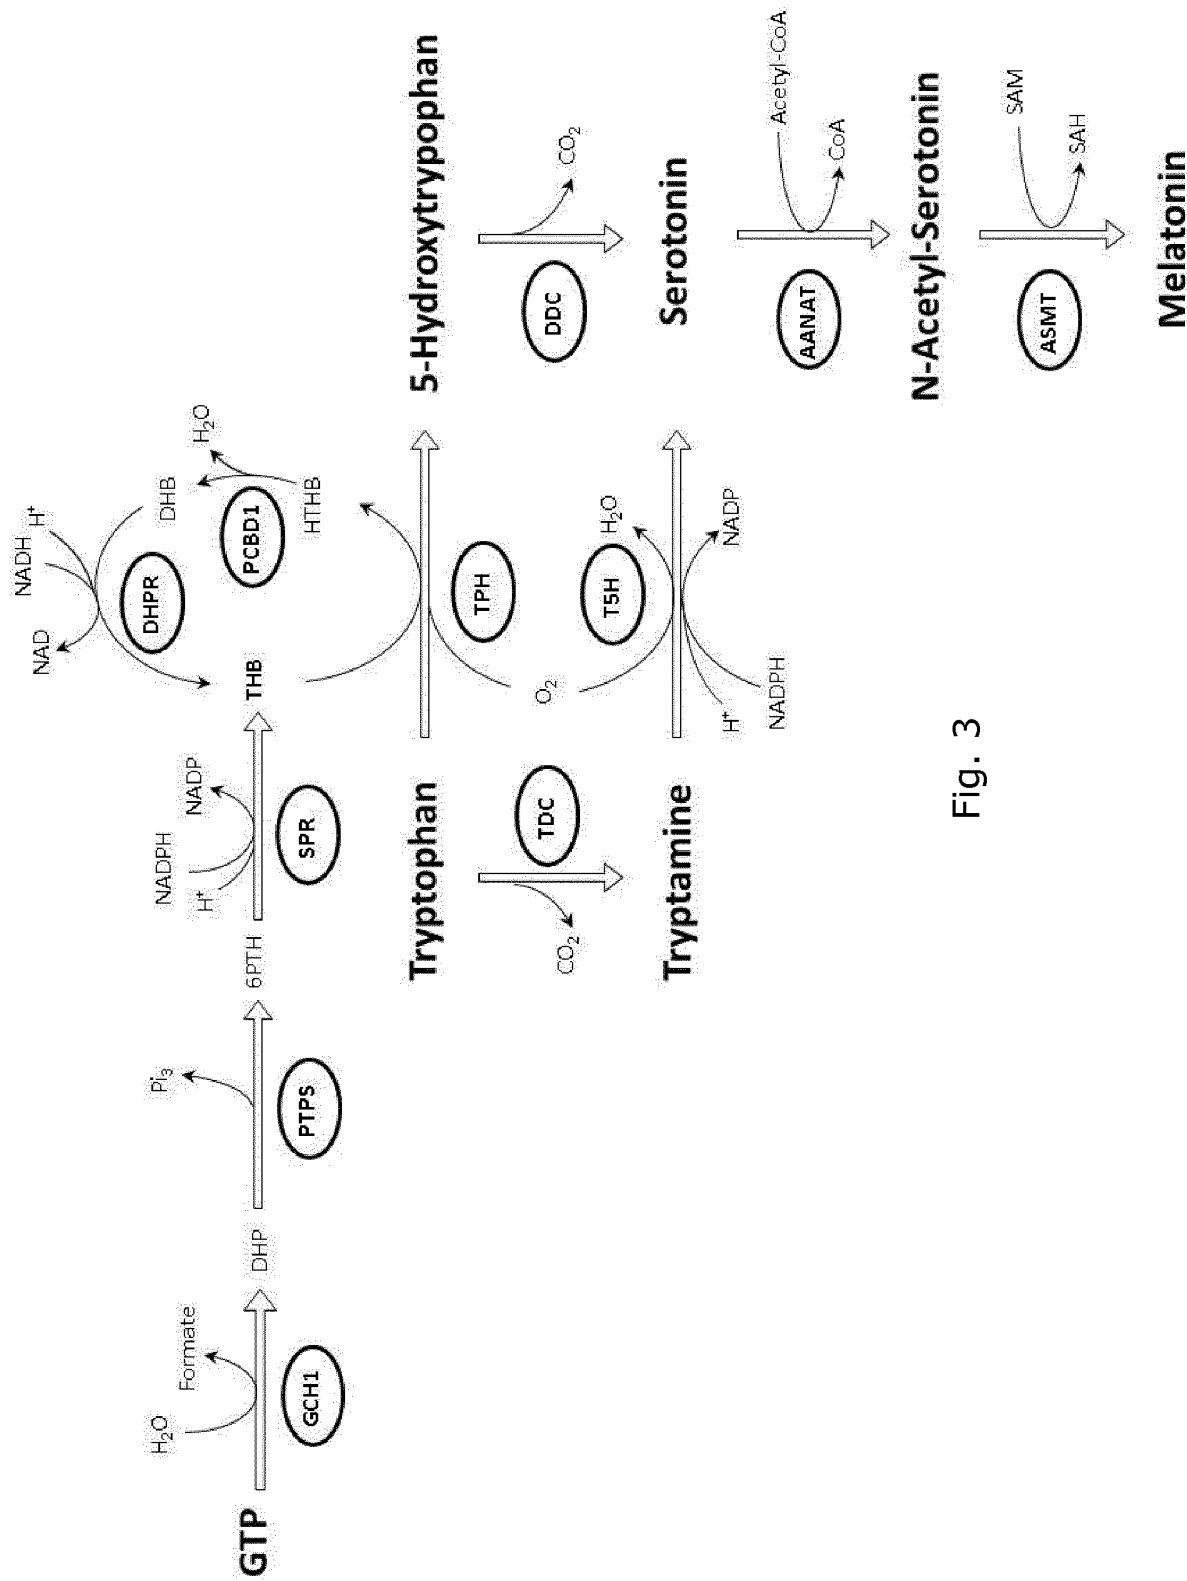 NADH
H⁺
NAD
DHPR
DHB
H₂O
PCBD1
HTHB
H₂O
Formate
Pi₃
NADPH
H⁺
NADP
GTP
DHP
6PTH
THB
GCH1
PTPS
SPR
Tryptophan
5-Hydroxytrypophan
TPH
CO₂
TDC
O₂
T5H
H₂O
DDC
CO₂
Tryptamine
Serotonin
H⁺
NADPH
NADP
AANAT
Acetyl-CoA
CoA
N-Acetyl-Serotonin
ASMT
SAM
SAH
Melatonin
Fig. 3